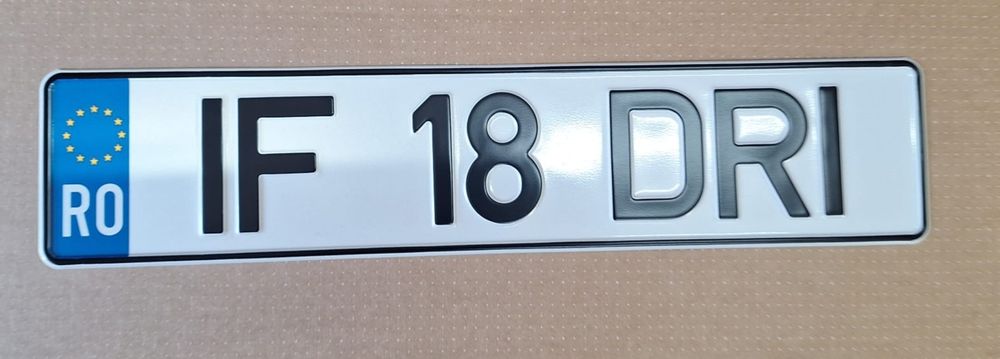 RO IF 18 DRI